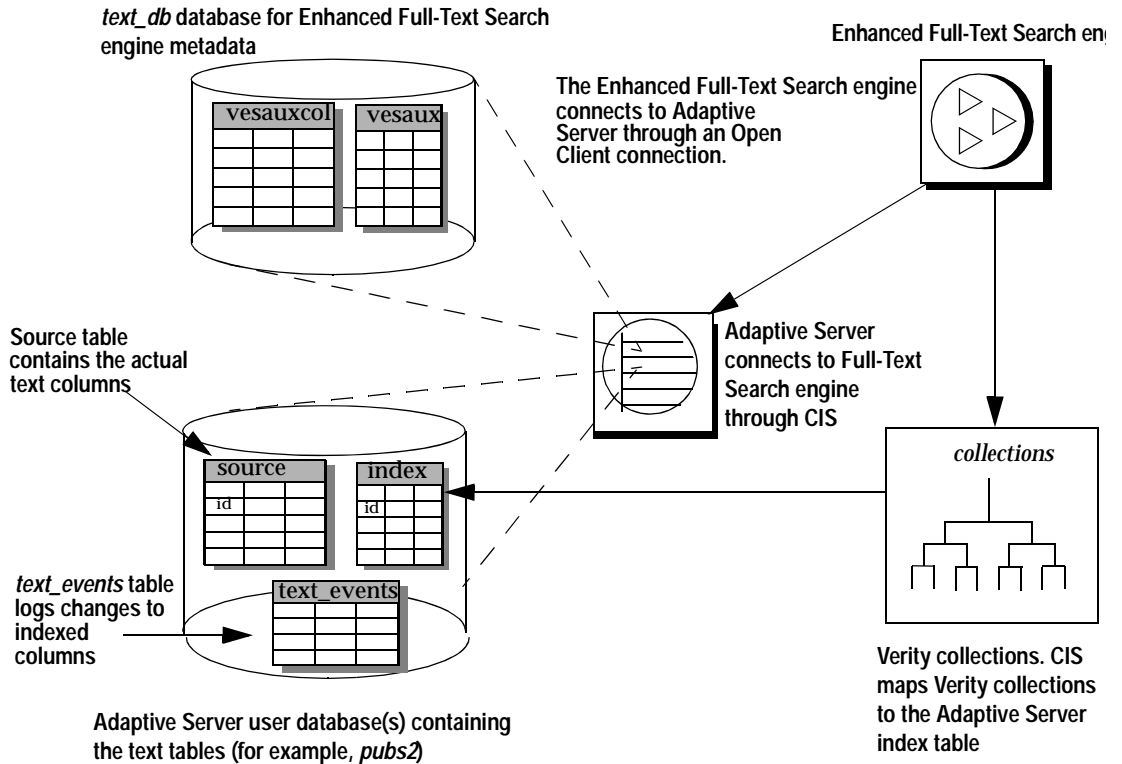 text_db database for Enhanced Full-Text Search
engine metadata
Enhanced Full-Text Search
The Enhanced Full-Text Search engine
connects to Adaptive
Server through an Open
Client connection.
vesauxcol
vesaux
Source table
contains the actual
text columns
Adaptive Server
connects to Full-Text
Search engine
through CIS
collections
source
id
index
id
text_events
text_events table
logs changes to
indexed
columns
Verity collections. CIS
maps Verity collections
to the Adaptive Server
index table
Adaptive Server user database(s) containing
the text tables (for example, pubs2)